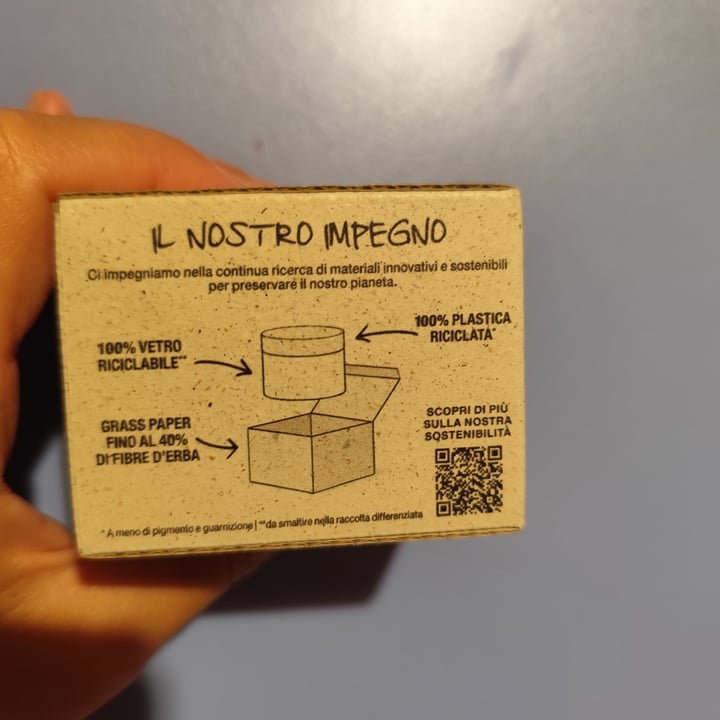 IL NOSTRO IMPEGNO
Ci impegniamo nella continua ricerca di materiali innovativi e sostenibili
per preservare il nostro pianeta.
100% PLASTICA
RICICLATA*
100% VETRO
RICICLABILE**
GRASS PAPER
FINO AL 40%
DI FIBRE D'ERBA
SCOPRI DI PIÙ
SULLA NOSTRA
SOSTENIBILITÀ
* A meno di pigmento e guarnizione | **da smaltire nella raccolta differenziata